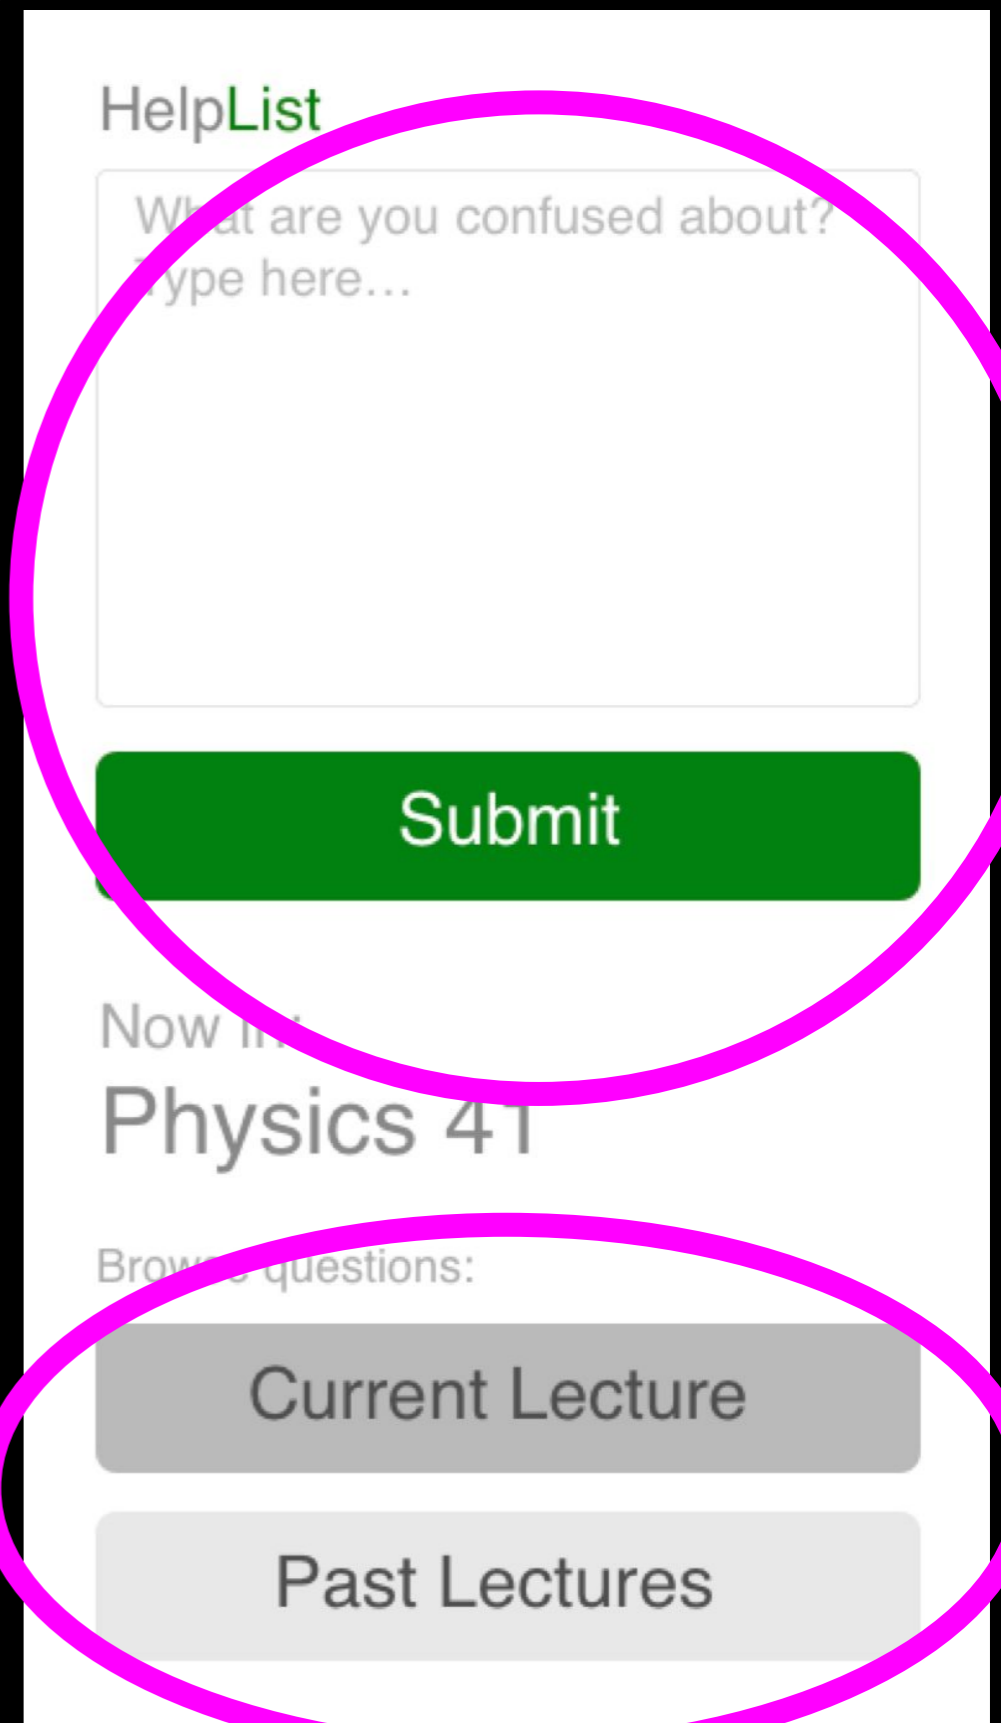 HelpList
What are you confused about?
Type here...
Submit
Now in:
Physics 41
Browse questions:
Current Lecture
Past Lectures